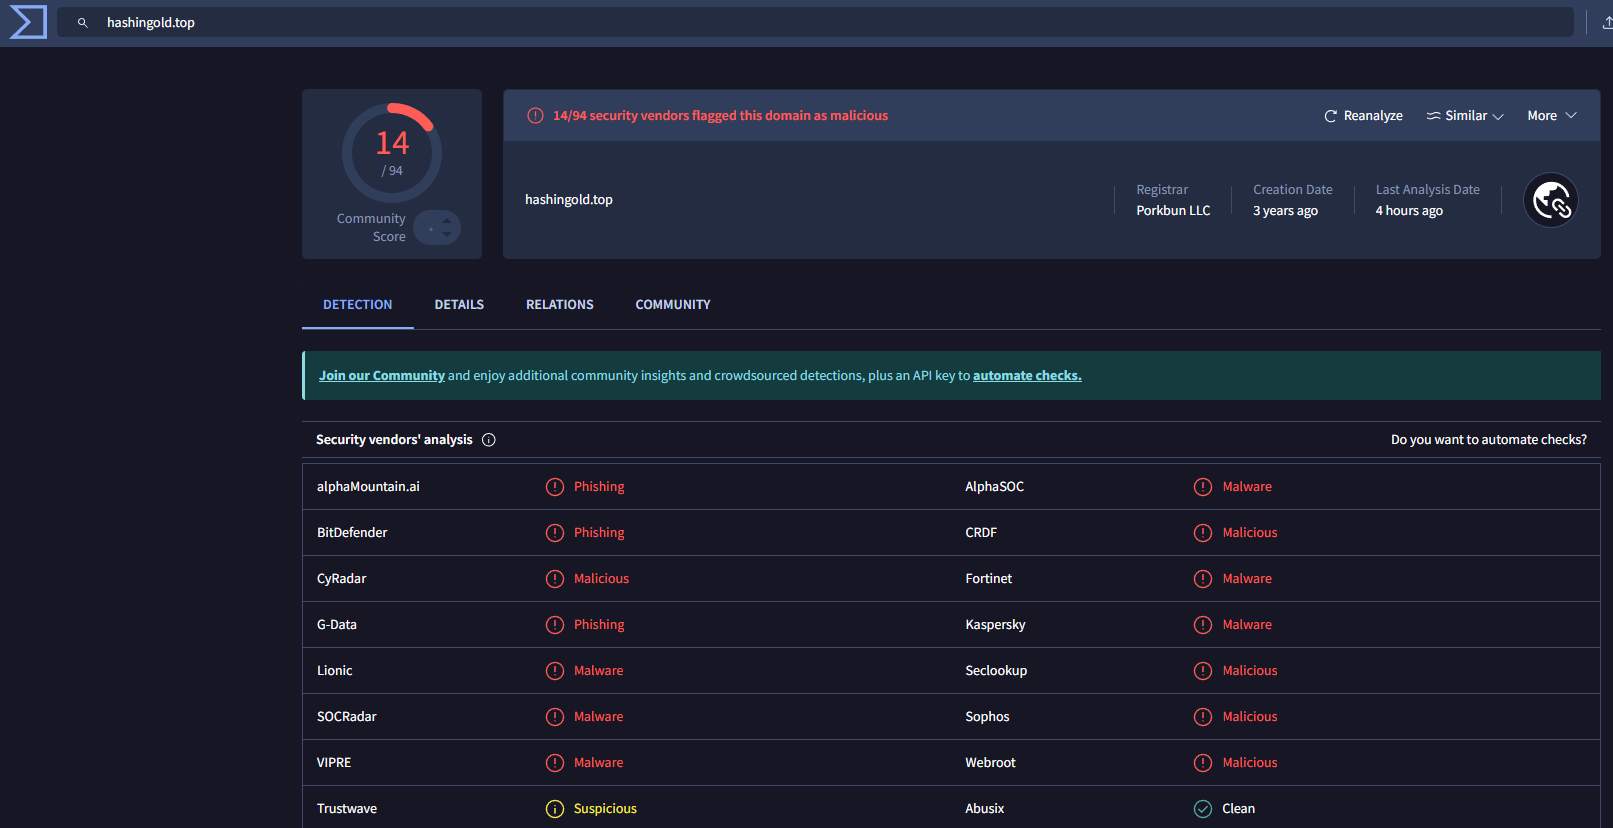 hashingold.top
14
/ 94
Community
Score
14/94 security vendors flagged this domain as malicious
Reanalyze
Similar
More
hashingold.top
Registrar
Porkbun LLC
Creation Date
3 years ago
Last Analysis Date
4 hours ago
DETECTION
DETAILS
RELATIONS
COMMUNITY
Join our Community and enjoy additional community insights and crowdsourced detections, plus an API key to automate checks.
Security vendors' analysis
Do you want to automate checks?
alphaMountain.ai Phishing AlphaSOC Malware
BitDefender Phishing CRDF Malicious
CyRadar Malicious Fortinet Malware
G-Data Phishing Kaspersky Malware
Lionic Malware Seclookup Malicious
SOCRadar Malware Sophos Malicious
VIPRE Malware Webroot Malicious
Trustwave Suspicious Abusix Clean